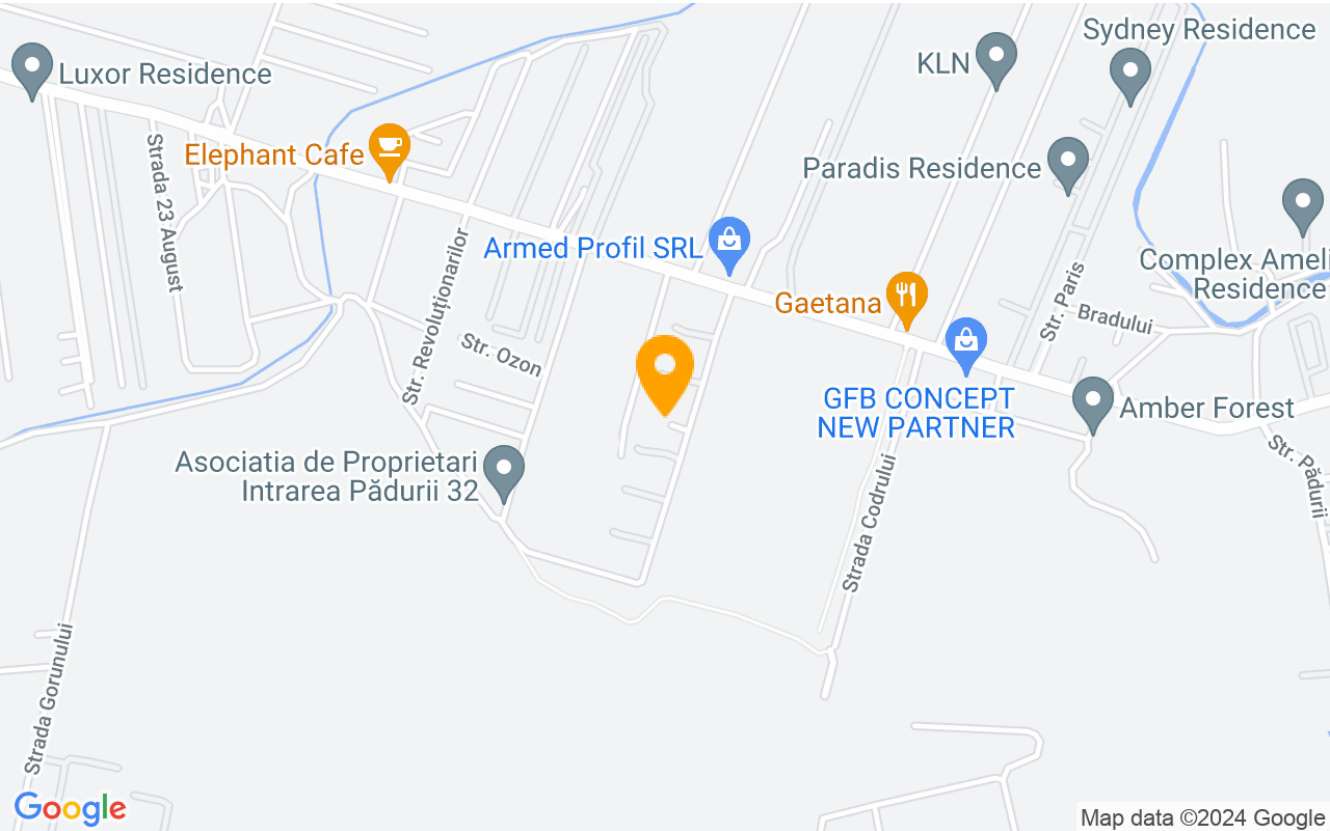 Sydney Residence
KLN
Luxor Residence
Elephant Cafe
Paradis Residence
Strada 23 August
Armed Profil SRL
Str. Revoluționarilor
Complex Ameli
Residence
Gaetana
Str. Paris
Bradului
Str. Ozon
GFB CONCEPT
NEW PARTNER
Amber Forest
Asociatia de Proprietari
Intrarea Pădurii 32
Str. Pădurii
Strada Codrului
Strada Gorunului
Google
Map data ©2024 Google